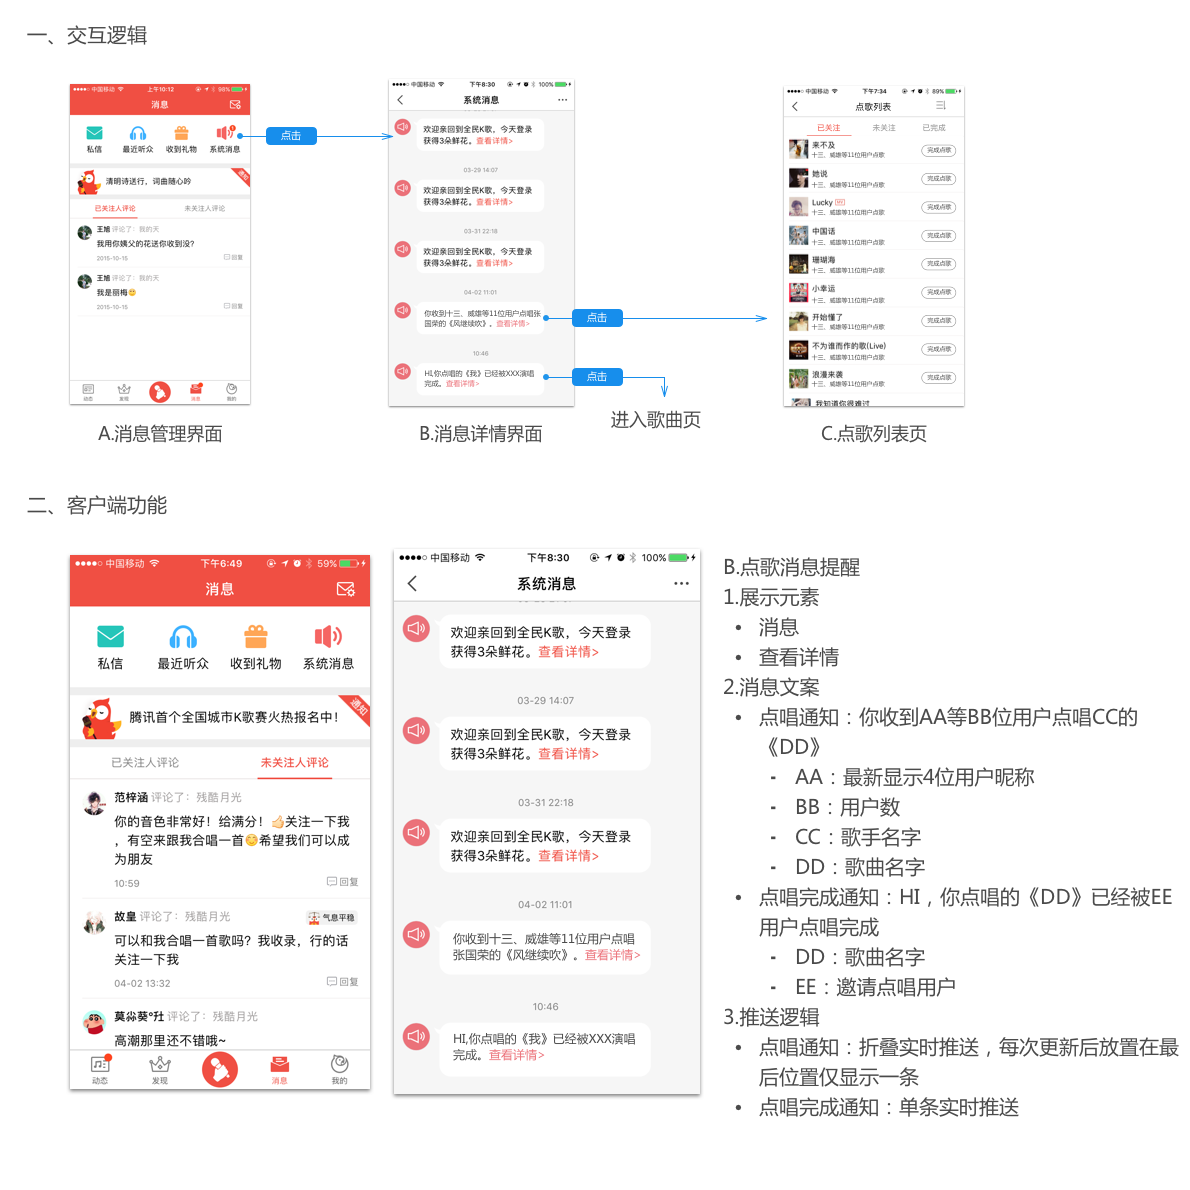 一、交互逻辑
中国移动 上午10:12 98%
消息
私信 最近听众 收到礼物 系统消息
清明诗送行，词曲随心吟
通知
已关注人评论 未关注人评论
王旭 评论了：我的天
我用你姨父的花送你收到没？
2015-10-15 回复
王旭 评论了：我的天
我是丽梅
2015-10-15 回复
动态 发现 消息 我的
A.消息管理界面
点击
中国移动 下午8:30 100%
系统消息
欢迎亲回到全民K歌，今天登录
获得3朵鲜花。查看详情>
03-29 14:07
欢迎亲回到全民K歌，今天登录
获得3朵鲜花。查看详情>
03-31 22:18
欢迎亲回到全民K歌，今天登录
获得3朵鲜花。查看详情>
04-02 11:01
你收到十三、威雄等11位用户点唱张
国荣的《风继续吹》。查看详情>
10:46
HI,你点唱的《我》已经被XXX演唱
完成。查看详情>
B.消息详情界面
点击
点击
进入歌曲页
中国移动 下午7:34 89%
点歌列表
已关注 未关注 已完成
来不及
十三、威雄等11位用户点歌 完成点歌
她说
十三、威雄等11位用户点歌 完成点歌
Lucky
十三、威雄等11位用户点歌 完成点歌
中国话
十三、威雄等11位用户点歌 完成点歌
珊瑚海
十三、威雄等11位用户点歌 完成点歌
小幸运
十三、威雄等11位用户点歌 完成点歌
开始懂了
十三、威雄等11位用户点歌 完成点歌
不为谁而作的歌(Live)
十三、威雄等11位用户点歌 完成点歌
浪漫来袭
十三、威雄等11位用户点歌 完成点歌
我知道你很难过
C.点歌列表页
二、客户端功能
中国移动 下午6:49 59%
消息
私信 最近听众 收到礼物 系统消息
腾讯首个全国城市K歌赛火热报名中！
通知
已关注人评论 未关注人评论
范梓涵 评论了：残酷月光
你的音色非常好！给满分！关注一下我
，有空来跟我合唱一首希望我们可以成
为朋友
10:59 回复
故皇 评论了：残酷月光 气息平稳
可以和我合唱一首歌吗？我收录，行的话
关注一下我
04-02 13:32 回复
评论了：残酷月光
高潮那里还不错哦~
动态 发现 消息 我的
中国移动 下午8:30 100%
系统消息
欢迎亲回到全民K歌，今天登录
获得3朵鲜花。查看详情>
03-29 14:07
欢迎亲回到全民K歌，今天登录
获得3朵鲜花。查看详情>
03-31 22:18
欢迎亲回到全民K歌，今天登录
获得3朵鲜花。查看详情>
04-02 11:01
你收到十三、威雄等11位用户点唱
张国荣的《风继续吹》。查看详情>
10:46
HI,你点唱的《我》已经被XXX演唱
完成。查看详情>
B.点歌消息提醒
1.展示元素
• 消息
• 查看详情
2.消息文案
• 点唱通知：你收到AA等BB位用户点唱CC的
《DD》
- AA：最新显示4位用户昵称
- BB：用户数
- CC：歌手名字
- DD：歌曲名字
• 点唱完成通知：HI，你点唱的《DD》已经被EE
用户点唱完成
- DD：歌曲名字
- EE：邀请点唱用户
3.推送逻辑
• 点唱通知：折叠实时推送，每次更新后放置在最
后位置仅显示一条
• 点唱完成通知：单条实时推送